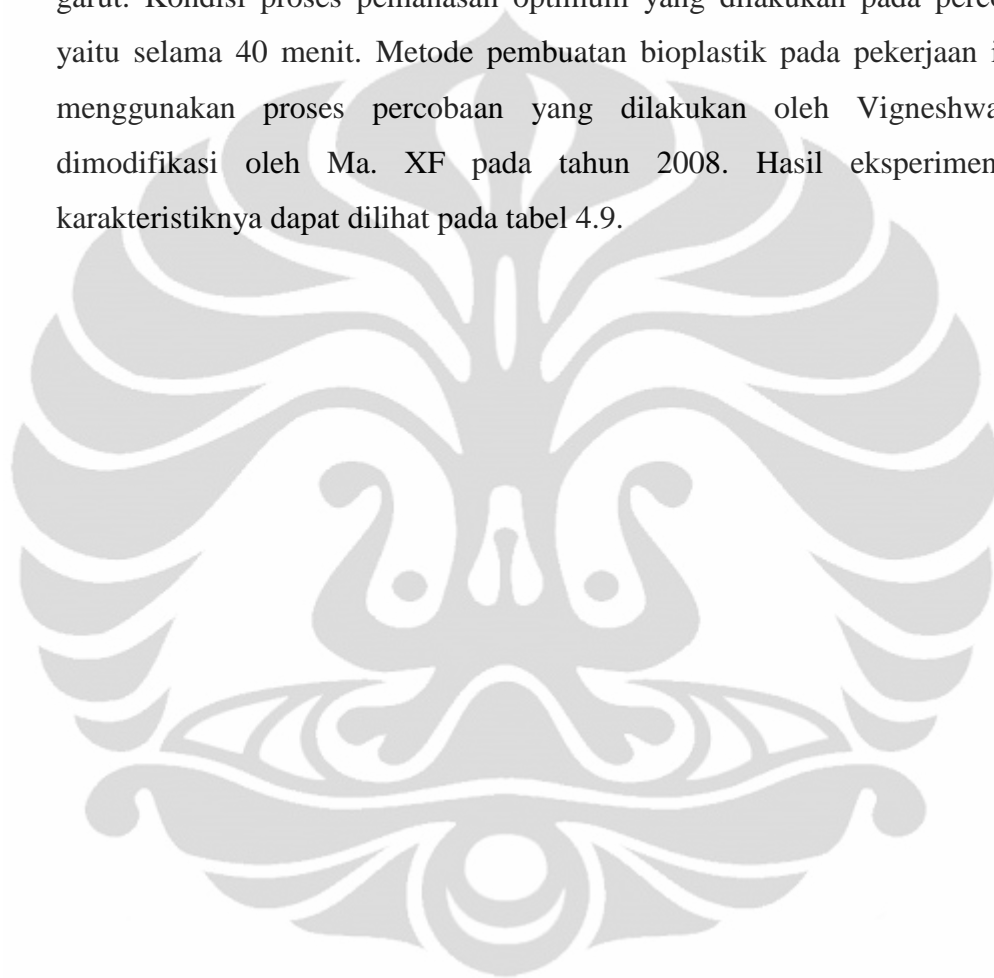 garut. Kondisi proses pemanasan optimum yang dilakukan pada
yaitu selama 40 menit. Metode pembuatan bioplastik pada pekerjaan
menggunakan proses percobaan yang dilakukan oleh
dimodifikasi oleh Ma. XF pada tahun 2008. Hasil eksperimen
karakteristiknya dapat dilihat pada tabel 4.9.